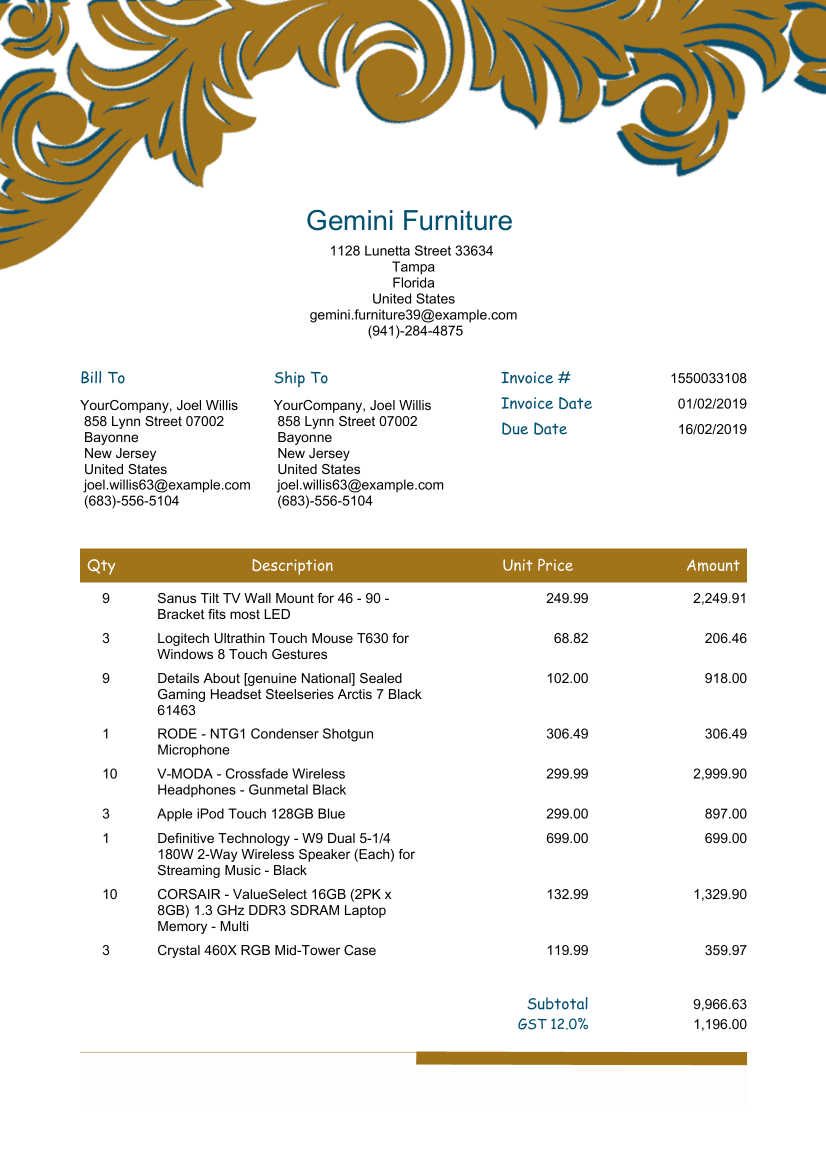 Gemini Furniture
1128 Lunetta Street 33634
Tampa
Florida
United States
gemini.furniture39@example.com
(941)-284-4875
Bill To
YourCompany, Joel Willis
858 Lynn Street 07002
Bayonne
New Jersey
United States
joel.willis63@example.com
(683)-556-5104
Ship To
YourCompany, Joel Willis
858 Lynn Street 07002
Bayonne
New Jersey
United States
joel.willis63@example.com
(683)-556-5104
Invoice # 1550033108
Invoice Date 01/02/2019
Due Date 16/02/2019
Qty Description Unit Price Amount
9 Sanus Tilt TV Wall Mount for 46 - 90 - 249.99 2,249.91
Bracket fits most LED
3 Logitech Ultrathin Touch Mouse T630 for 68.82 206.46
Windows 8 Touch Gestures
9 Details About [genuine National] Sealed 102.00 918.00
Gaming Headset Steelseries Arctis 7 Black
61463
1 RODE - NTG1 Condenser Shotgun 306.49 306.49
Microphone
10 V-MODA - Crossfade Wireless 299.99 2,999.90
Headphones - Gunmetal Black
3 Apple iPod Touch 128GB Blue 299.00 897.00
1 Definitive Technology - W9 Dual 5-1/4 699.00 699.00
180W 2-Way Wireless Speaker (Each) for
Streaming Music - Black
10 CORSAIR - ValueSelect 16GB (2PK x 132.99 1,329.90
8GB) 1.3 GHz DDR3 SDRAM Laptop
Memory - Multi
3 Crystal 460X RGB Mid-Tower Case 119.99 359.97
Subtotal 9,966.63
GST 12.0% 1,196.00